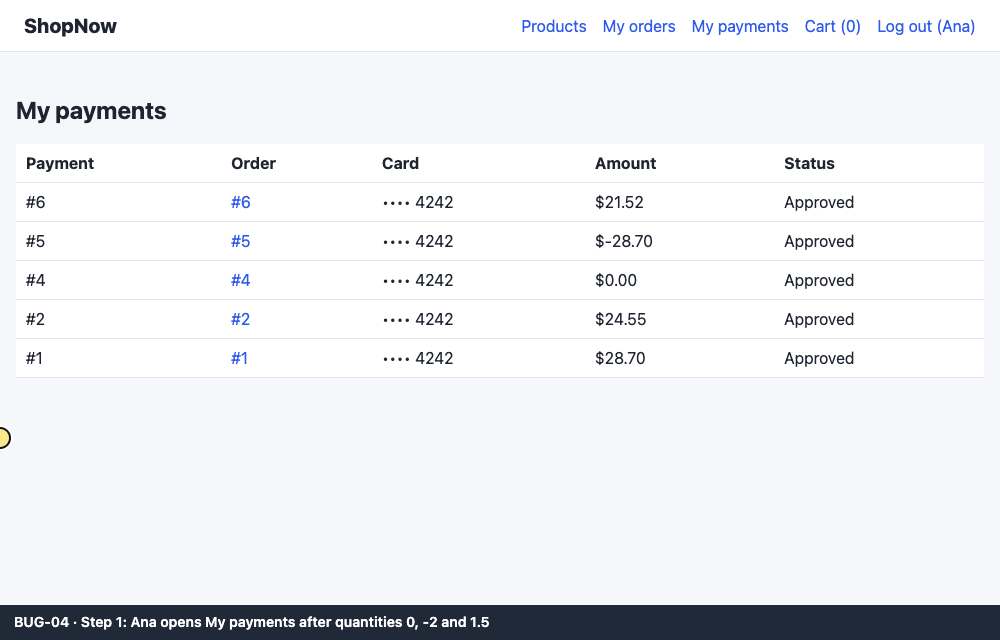 ShopNow Products My orders My payments Cart (0) Log out (Ana)
My payments
Payment Order Card Amount Status
#6 #6 •••• 4242 $21.52 Approved
#5 #5 •••• 4242 $-28.70 Approved
#4 #4 •••• 4242 $0.00 Approved
#2 #2 •••• 4242 $24.55 Approved
#1 #1 •••• 4242 $28.70 Approved
BUG-04 · Step 1: Ana opens My payments after quantities 0, -2 and 1.5